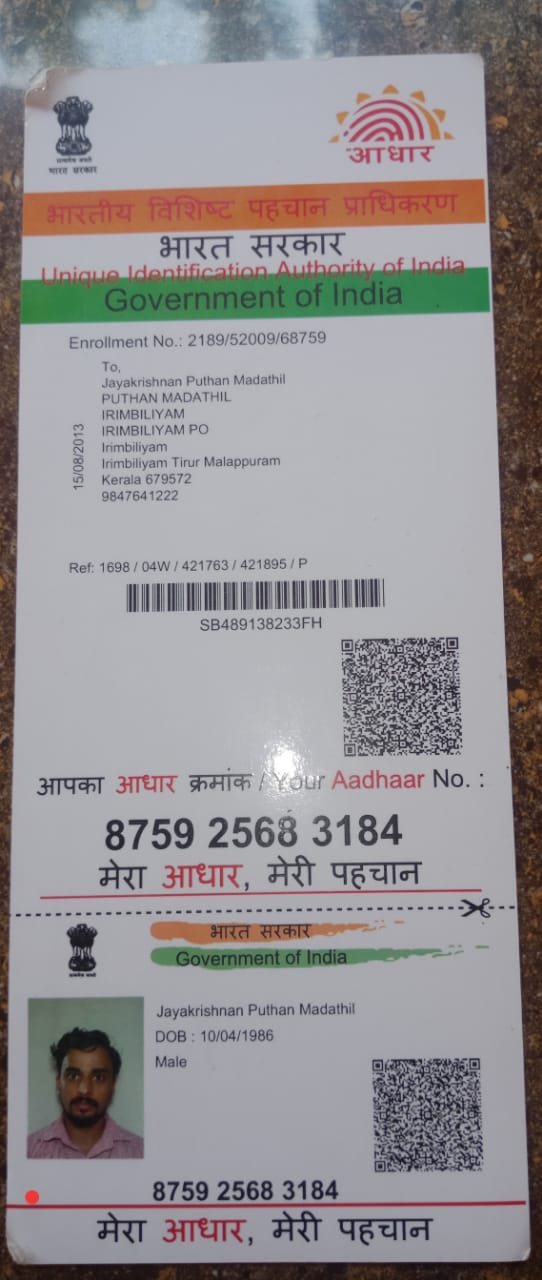 सत्यमेव जयते
भारत सरकार
आधार
भारतीय विशिष्ट पहचान प्राधिकरण
भारत सरकार
Unique Identification Authority of India
Government of India
Enrollment No.: 2189/52009/68759
To,
Jayakrishnan Puthan Madathil
PUTHAN MADATHIL
IRIMBILIYAM
IRIMBILIYAM PO
Irimbiliyam
Irimbiliyam Tirur Malappuram
Kerala 679572
9847641222
15/08/2013
Ref: 1698 / 04W / 421763 / 421895 / P
SB489138233FH
आपका आधार क्रमांक / Your Aadhaar No. :
8759 2568 3184
मेरा आधार, मेरी पहचान
सत्यमेव जयते
भारत सरकार
Government of India
Jayakrishnan Puthan Madathil
DOB : 10/04/1986
Male
8759 2568 3184
मेरा आधार, मेरी पहचान